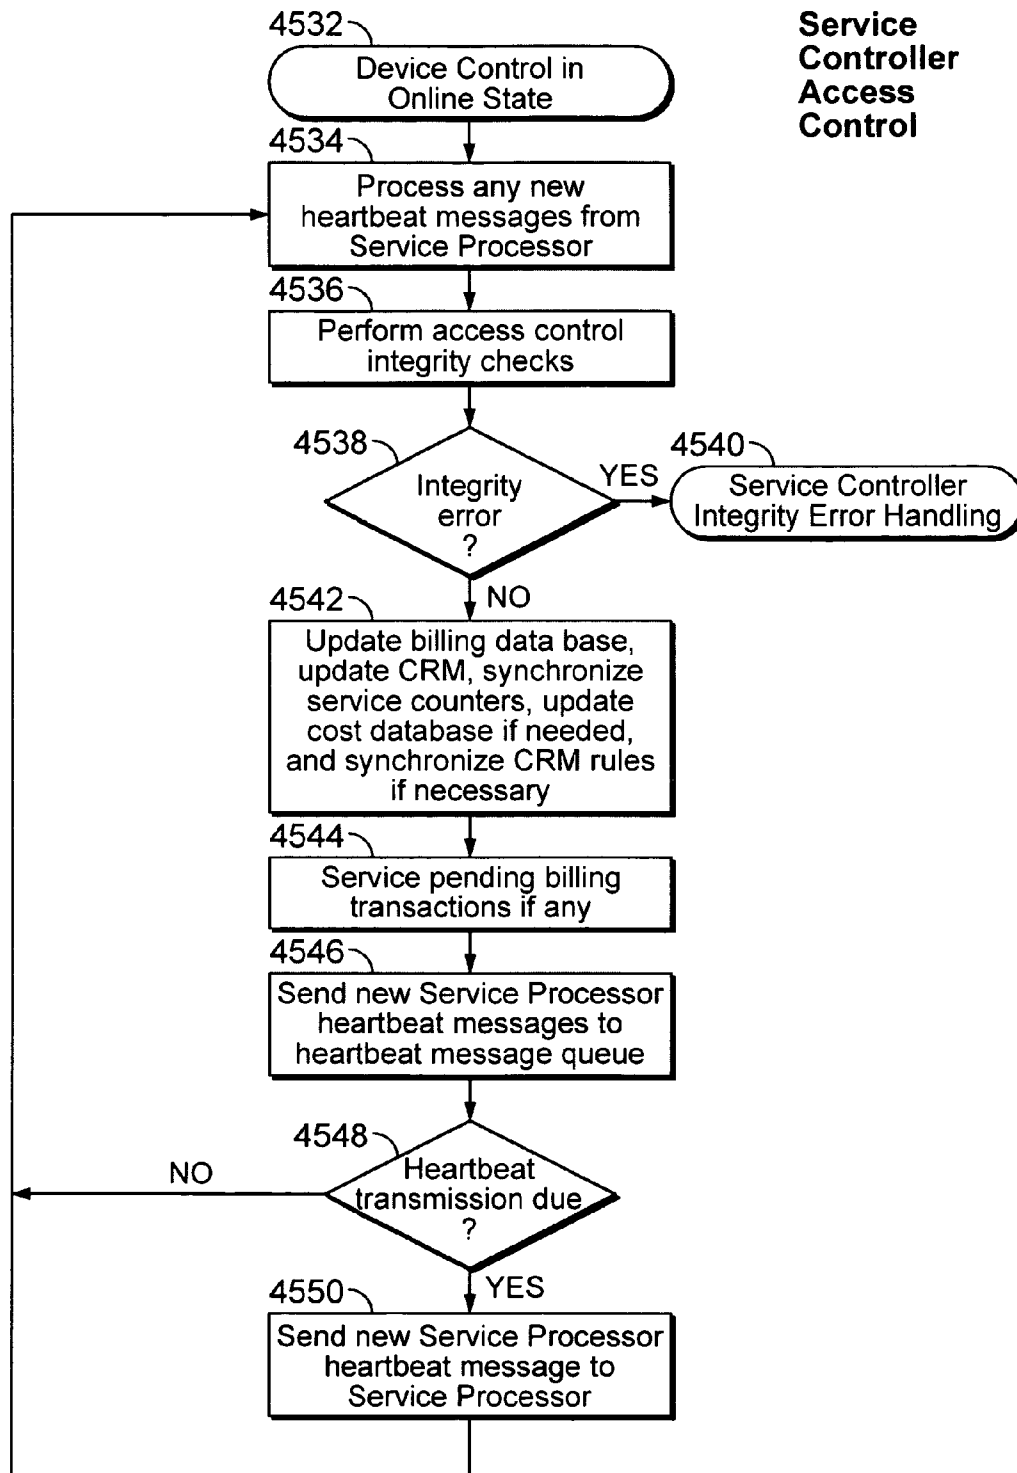 Service
Controller
Access
Control
4532
Device Control in
Online State
4534
Process any new
heartbeat messages from
Service Processor
4536
Perform access control
integrity checks
4538
Integrity
error
?
YES
4540
Service Controller
Integrity Error Handling
NO
4542
Update billing data base,
update CRM, synchronize
service counters, update
cost database if needed,
and synchronize CRM rules
if necessary
4544
Service pending billing
transactions if any
4546
Send new Service Processor
heartbeat messages to
heartbeat message queue
4548
Heartbeat
transmission due
?
NO
YES
4550
Send new Service Processor
heartbeat message to
Service Processor